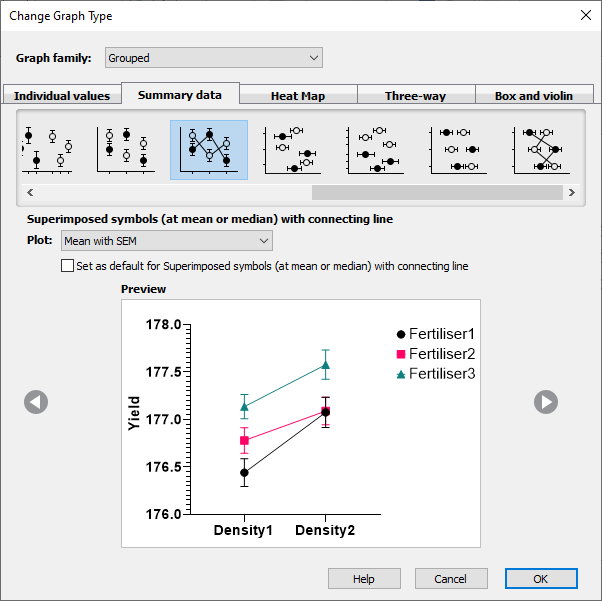 Change Graph Type
Graph family: Grouped
Individual values Summary data Heat Map Three-way Box and violin
Superimposed symbols (at mean or median) with connecting line
Plot: Mean with SEM
Set as default for Superimposed symbols (at mean or median) with connecting line
Preview
178.0
177.5
177.0
176.5
176.0
Yield
Density1 Density2
Fertiliser1
Fertiliser2
Fertiliser3
Help Cancel OK